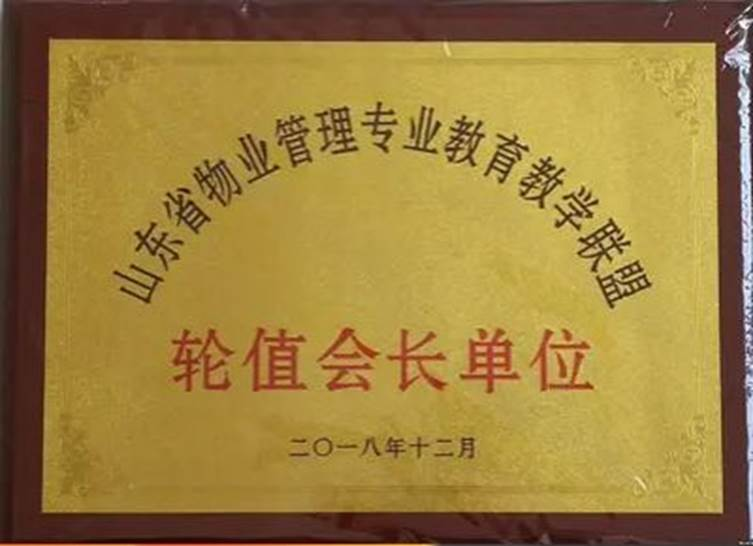 山东省物业管理专业教育教学联盟
轮值会长单位
二〇一八年十二月